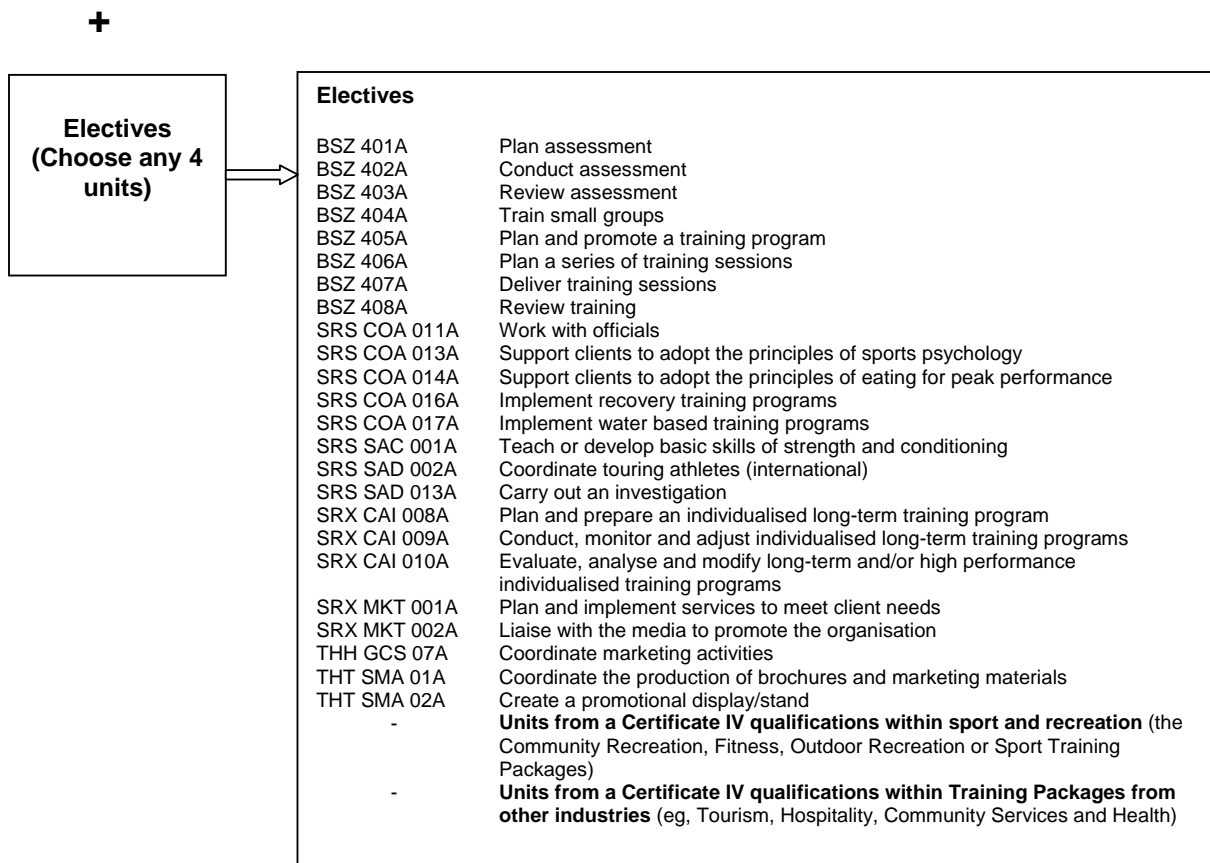 +
Electives
(Choose any 4
units)
Electives
BSZ 401A Plan assessment
BSZ 402A Conduct assessment
BSZ 403A Review assessment
BSZ 404A Train small groups
BSZ 405A Plan and promote a training program
BSZ 406A Plan a series of training sessions
BSZ 407A Deliver training sessions
BSZ 408A Review training
SRS COA 011A Work with officials
SRS COA 013A Support clients to adopt the principles of sports psychology
SRS COA 014A Support clients to adopt the principles of eating for peak performance
SRS COA 016A Implement recovery training programs
SRS COA 017A Implement water based training programs
SRS SAC 001A Teach or develop basic skills of strength and conditioning
SRS SAD 002A Coordinate touring athletes (international)
SRS SAD 013A Carry out an investigation
SRX CAI 008A Plan and prepare an individualised long-term training program
SRX CAI 009A Conduct, monitor and adjust individualised long-term training programs
SRX CAI 010A Evaluate, analyse and modify long-term and/or high performance
individualised training programs
SRX MKT 001A Plan and implement services to meet client needs
SRX MKT 002A Liaise with the media to promote the organisation
THH GCS 07A Coordinate marketing activities
THT SMA 01A Coordinate the production of brochures and marketing materials
THT SMA 02A Create a promotional display/stand
- Units from a Certificate IV qualifications within sport and recreation (the
Community Recreation, Fitness, Outdoor Recreation or Sport Training
Packages)
- Units from a Certificate IV qualifications within Training Packages from
other industries (eg, Tourism, Hospitality, Community Services and Health)